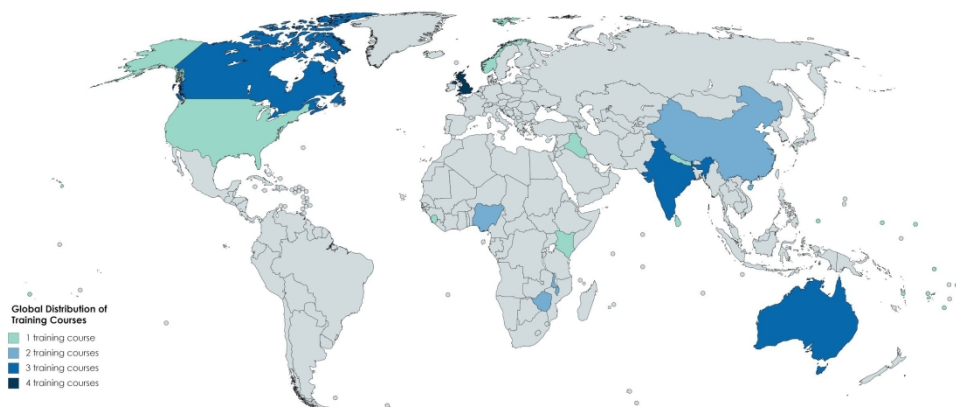 Global Distribution of
Training Courses
1 training course
2 training courses
3 training courses
4 training courses